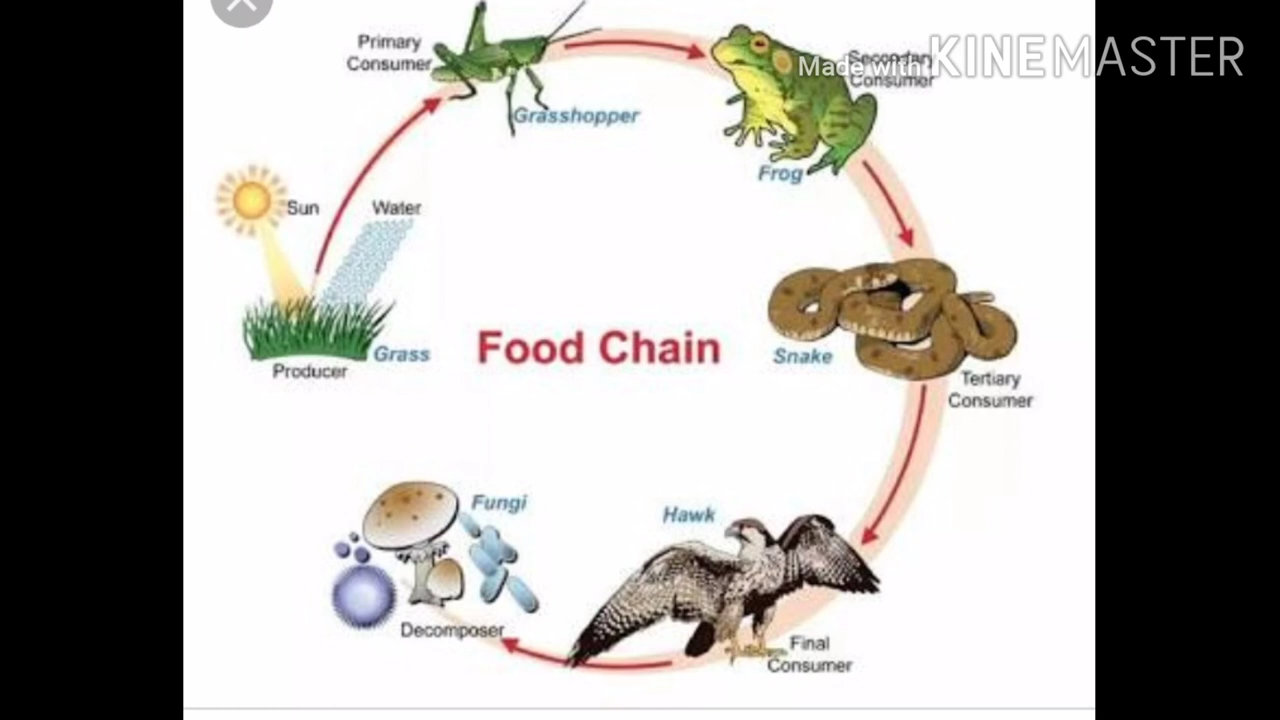 Primary
Consumer
Grasshopper
Made with KINEMASTER
Secondary
Consumer
Frog
Sun
Water
Grass
Producer
Food Chain
Snake
Tertiary
Consumer
Fungi
Hawk
Decomposer
Final
Consumer